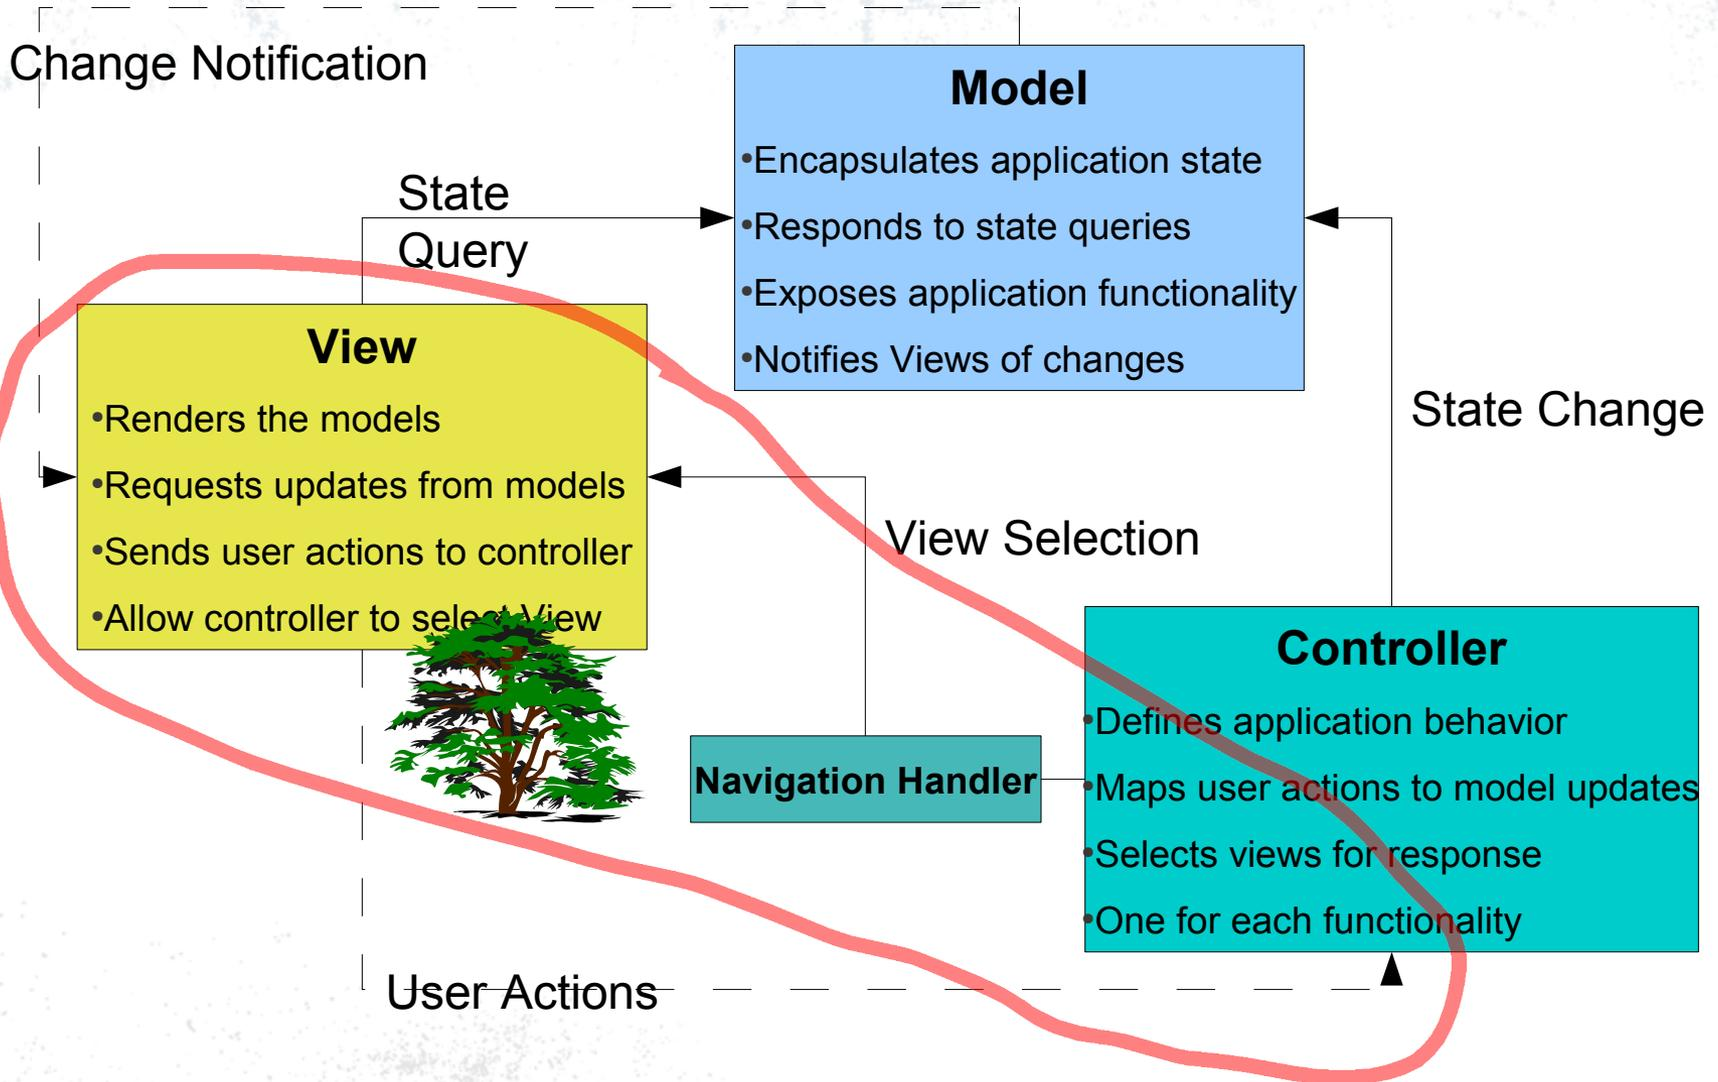 Change Notification
Model
•Encapsulates application state
•Responds to state queries
•Exposes application functionality
•Notifies Views of changes
State
Query
View
•Renders the models
•Requests updates from models
•Sends user actions to controller
•Allow controller to select View
State Change
View Selection
Controller
•Defines application behavior
•Maps user actions to model updates
•Selects views for response
•One for each functionality
Navigation Handler
User Actions